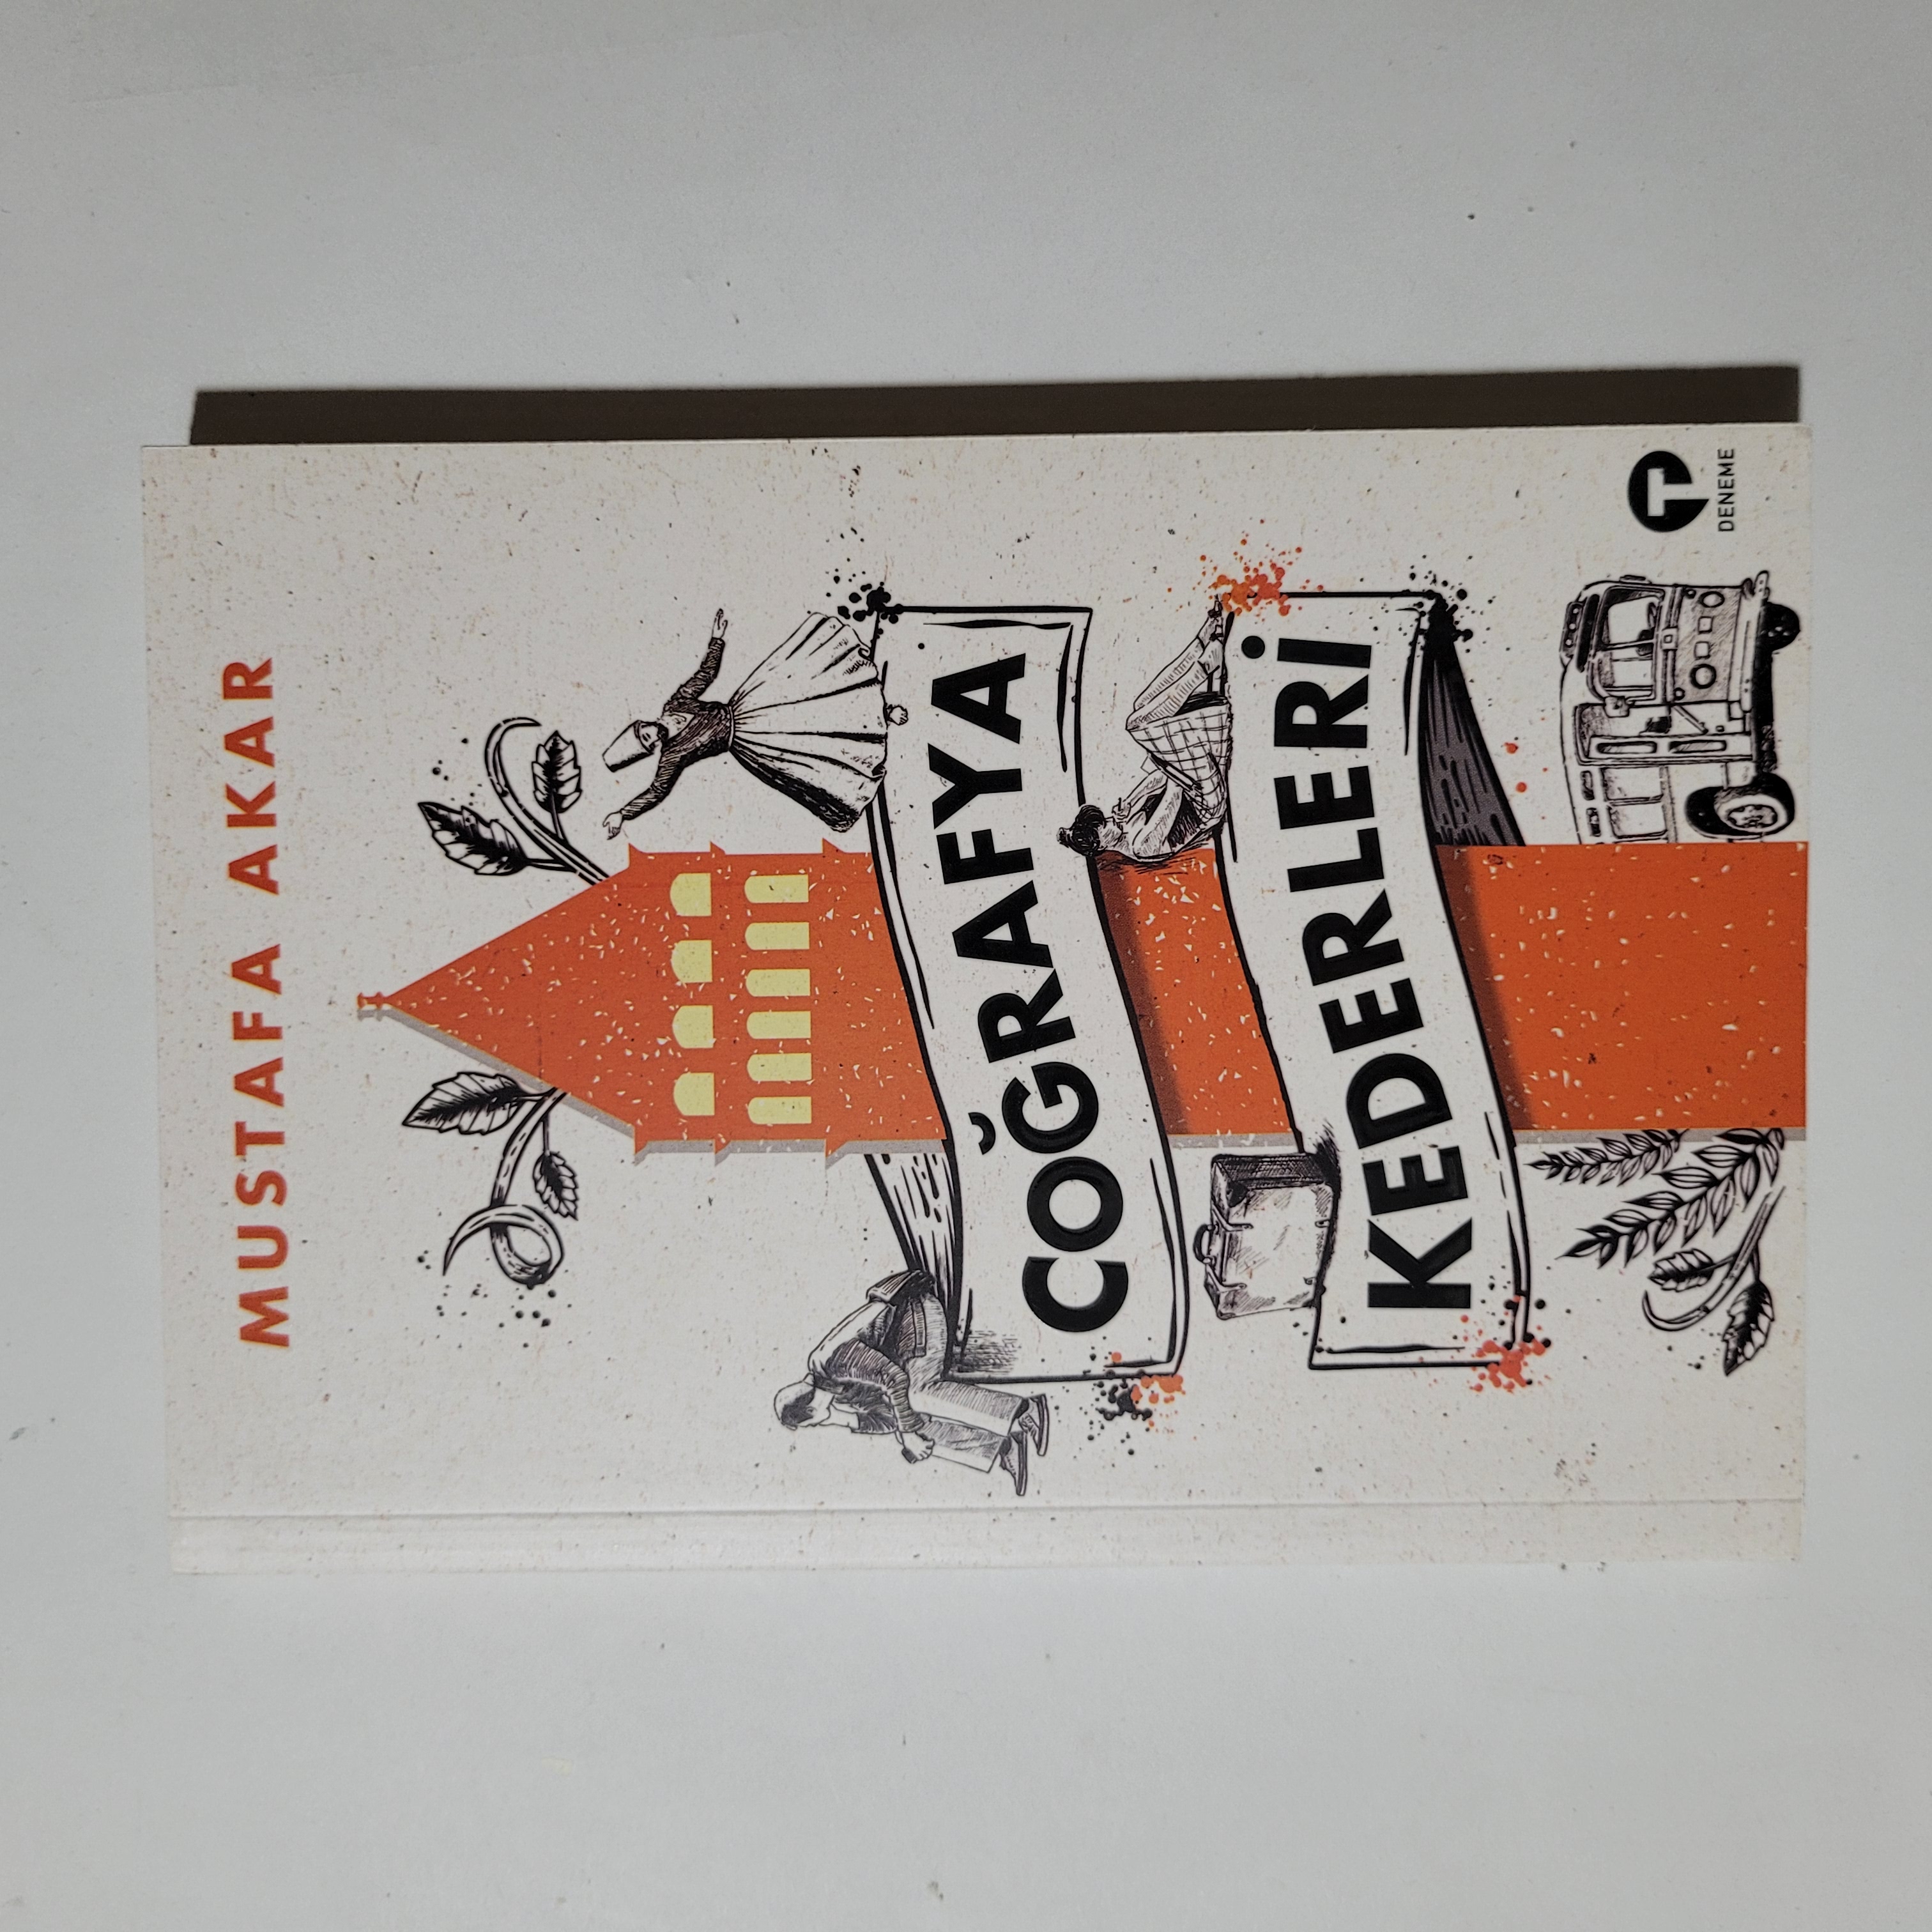 MUSTAFA AKAR
COĞRAFYA
KEDERLERİ
T
DENEME